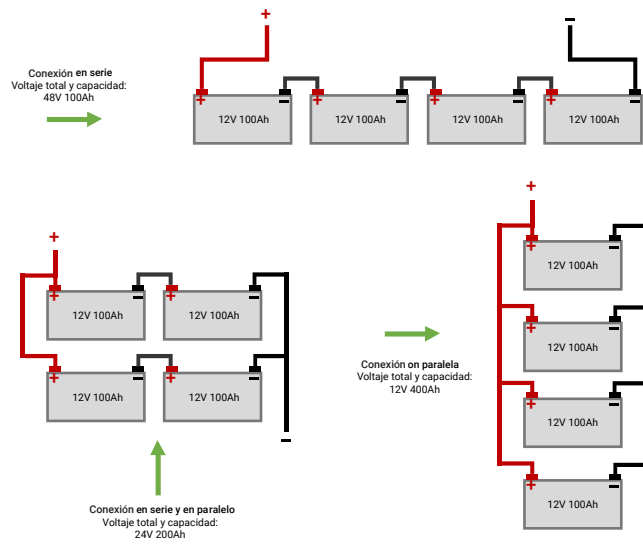 +
−
Conexión en serie
Voltaje total y capacidad:
48V 100Ah
+ − + − + − + −
12V 100Ah 12V 100Ah 12V 100Ah 12V 100Ah
+
+ − + −
12V 100Ah 12V 100Ah
+ − + −
12V 100Ah 12V 100Ah
−
Conexión en serie y en paralelo
Voltaje total y capacidad:
24V 200Ah
Conexión on paralela
Voltaje total y capacidad:
12V 400Ah
+
+ −
12V 100Ah
+ −
12V 100Ah
+ −
12V 100Ah
+ −
12V 100Ah